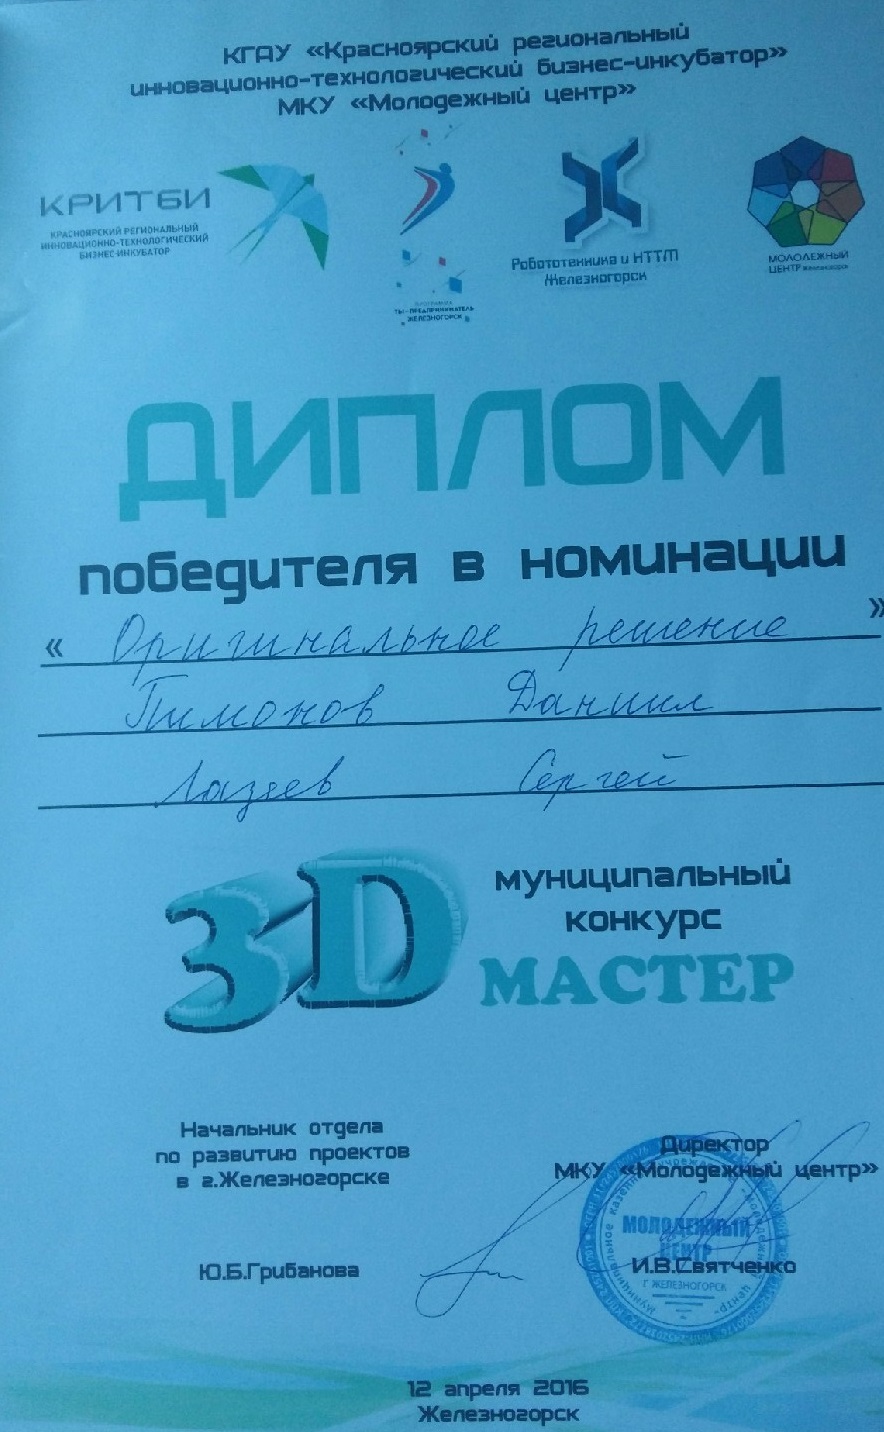 КГАУ «Красноярский региональный
инновационно-технологический бизнес-инкубатор»
МКУ «Молодежный центр»
КРИТБИ
КРАСНОЯРСКИЙ РЕГИОНАЛЬНЫЙ
ИННОВАЦИОННО-ТЕХНОЛОГИЧЕСКИЙ
БИЗНЕС-ИНКУБАТОР
ПРОГРАММА
ТЫ-ПРЕДПРИНИМАТЕЛЬ
ЖЕЛЕЗНОГОРСК
Робототехника и НТТМ
Железногорск
МОЛОДЕЖНЫЙ
ЦЕНТР Железногорск
ДИПЛОМ
победителя в номинации
« Оригинальное решение »
Пимонов Даниил
Лазяев Сергей
3D
муниципальный
конкурс
МАСТЕР
Начальник отдела
по развитию проектов
в г.Железногорске
Ю.Б.Грибанова
Директор
МКУ «Молодежный центр»
МОЛОДЕЖНЫЙ
ЦЕНТР
Г ЖЕЛЕЗНОГОРСК
И.В.Святченко
12 апреля 2016
Железногорск